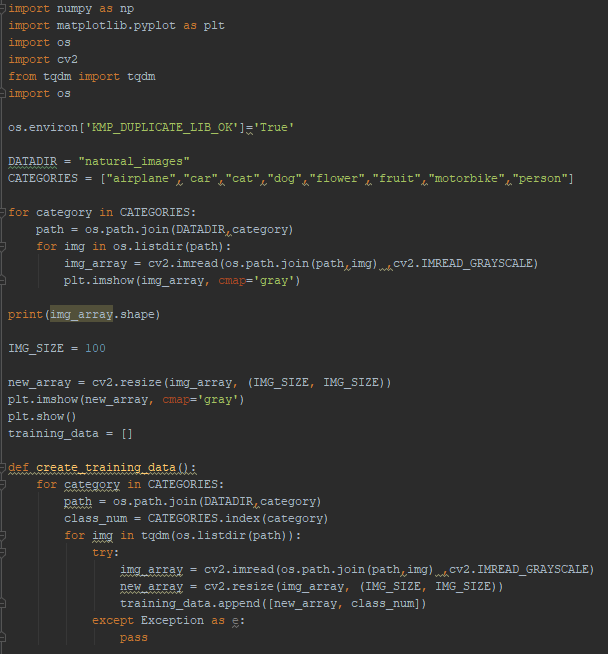 import numpy as np
import matplotlib.pyplot as plt
import os
import cv2
from tqdm import tqdm
import os
os.environ['KMP_DUPLICATE_LIB_OK']='True'
DATADIR = "natural_images"
CATEGORIES = ["airplane","car","cat","dog","flower","fruit","motorbike","person"]
for category in CATEGORIES:
    path = os.path.join(DATADIR,category)
    for img in os.listdir(path):
        img_array = cv2.imread(os.path.join(path,img) ,cv2.IMREAD_GRAYSCALE)
        plt.imshow(img_array, cmap='gray')
print(img_array.shape)
IMG_SIZE = 100
new_array = cv2.resize(img_array, (IMG_SIZE, IMG_SIZE))
plt.imshow(new_array, cmap='gray')
plt.show()
training_data = []
def create_training_data():
    for category in CATEGORIES:
        path = os.path.join(DATADIR,category)
        class_num = CATEGORIES.index(category)
        for img in tqdm(os.listdir(path)):
            try:
                img_array = cv2.imread(os.path.join(path,img) ,cv2.IMREAD_GRAYSCALE)
                new_array = cv2.resize(img_array, (IMG_SIZE, IMG_SIZE))
                training_data.append([new_array, class_num])
            except Exception as e:
                pass